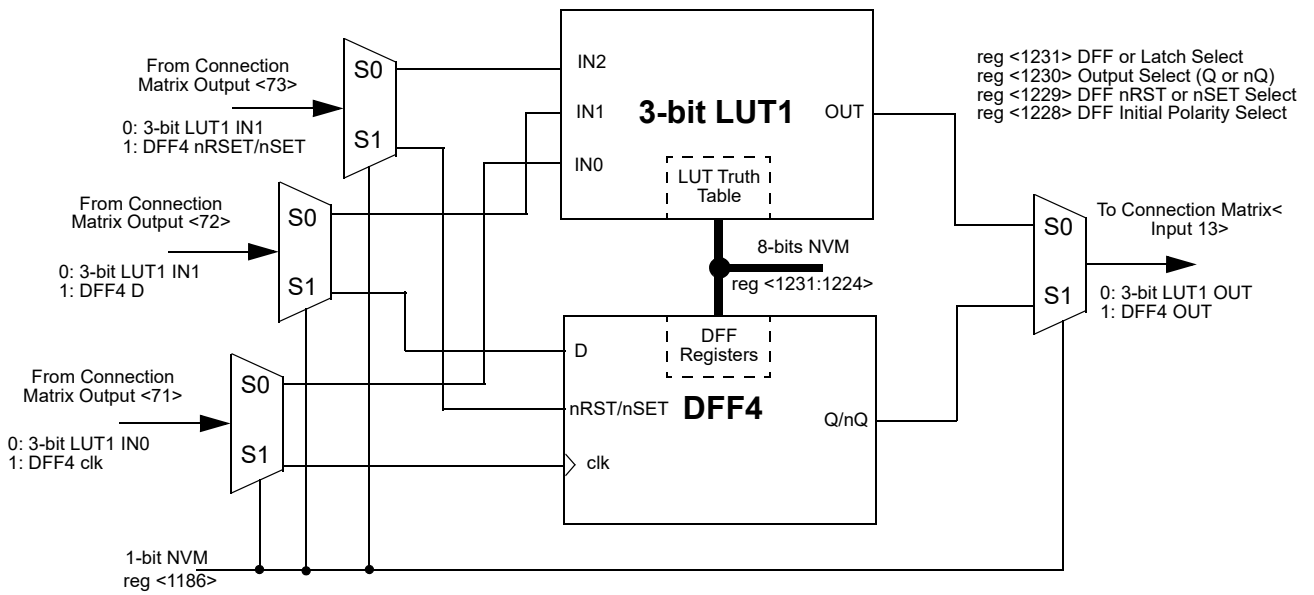 From Connection
Matrix Output <73>
0: 3-bit LUT1 IN1
1: DFF4 nRSET/nSET
S0
S1
From Connection
Matrix Output <72>
0: 3-bit LUT1 IN1
1: DFF4 D
S0
S1
From Connection
Matrix Output <71>
0: 3-bit LUT1 IN0
1: DFF4 clk
S0
S1
1-bit NVM
reg <1186>
IN2
IN1
IN0
3-bit LUT1
OUT
LUT Truth
Table
8-bits NVM
reg <1231:1224>
DFF
Registers
D
nRST/nSET
clk
DFF4
Q/nQ
reg <1231> DFF or Latch Select
reg <1230> Output Select (Q or nQ)
reg <1229> DFF nRST or nSET Select
reg <1228> DFF Initial Polarity Select
S0
S1
To Connection Matrix<
Input 13>
0: 3-bit LUT1 OUT
1: DFF4 OUT